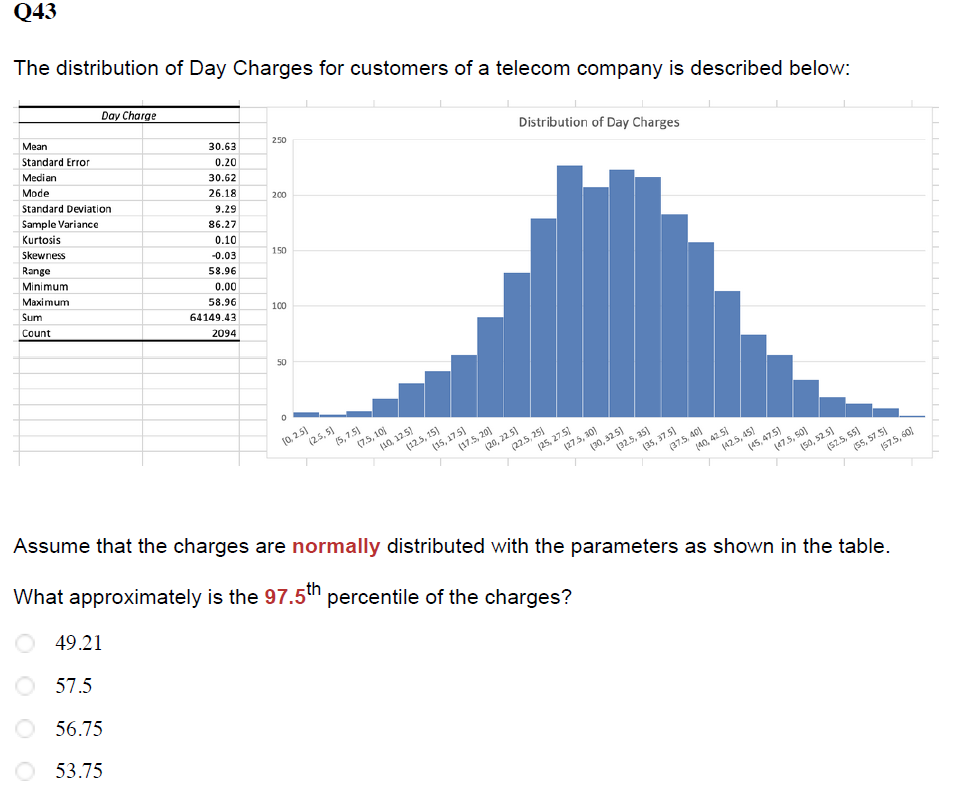 Q43
The distribution of Day Charges for customers of a telecom company is described below:
Day Charge
Mean 30.63
Standard Error 0.20
Median 30.62
Mode 26.18
Standard Deviation 9.29
Sample Variance 86.27
Kurtosis 0.10
Skewness -0.03
Range 58.96
Minimum 0.00
Maximum 58.96
Sum 64149.43
Count 2094
Distribution of Day Charges
250
200
150
100
50
0
[0, 2.5] (2.5, 5] (5, 7.5] (7.5, 10] (10, 12.5] (12.5, 15] (15, 17.5] (17.5, 20] (20, 22.5] (22.5, 25] (25, 27.5] (27.5, 30] (30, 32.5] (32.5, 35] (35, 37.5] (37.5, 40] (40, 42.5] (42.5, 45] (45, 47.5] (47.5, 50] (50, 52.5] (52.5, 55] (55, 57.5] (57.5, 60]
Assume that the charges are normally distributed with the parameters as shown in the table.
What approximately is the 97.5th percentile of the charges?
49.21
57.5
56.75
53.75